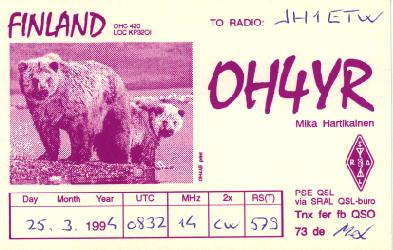 FINLAND
OHC 420
LOC KP32OI
TO RADIO: JH1ETW
OH4YR
Mika Hartikainen
S
R A
L
Day Month Year UTC MHz 2x RS(T)
25. 3. 1994 0832 14 CW 579
PSE QSL
via SRAL QSL-buro
Tnx fer fb QSO
73 de